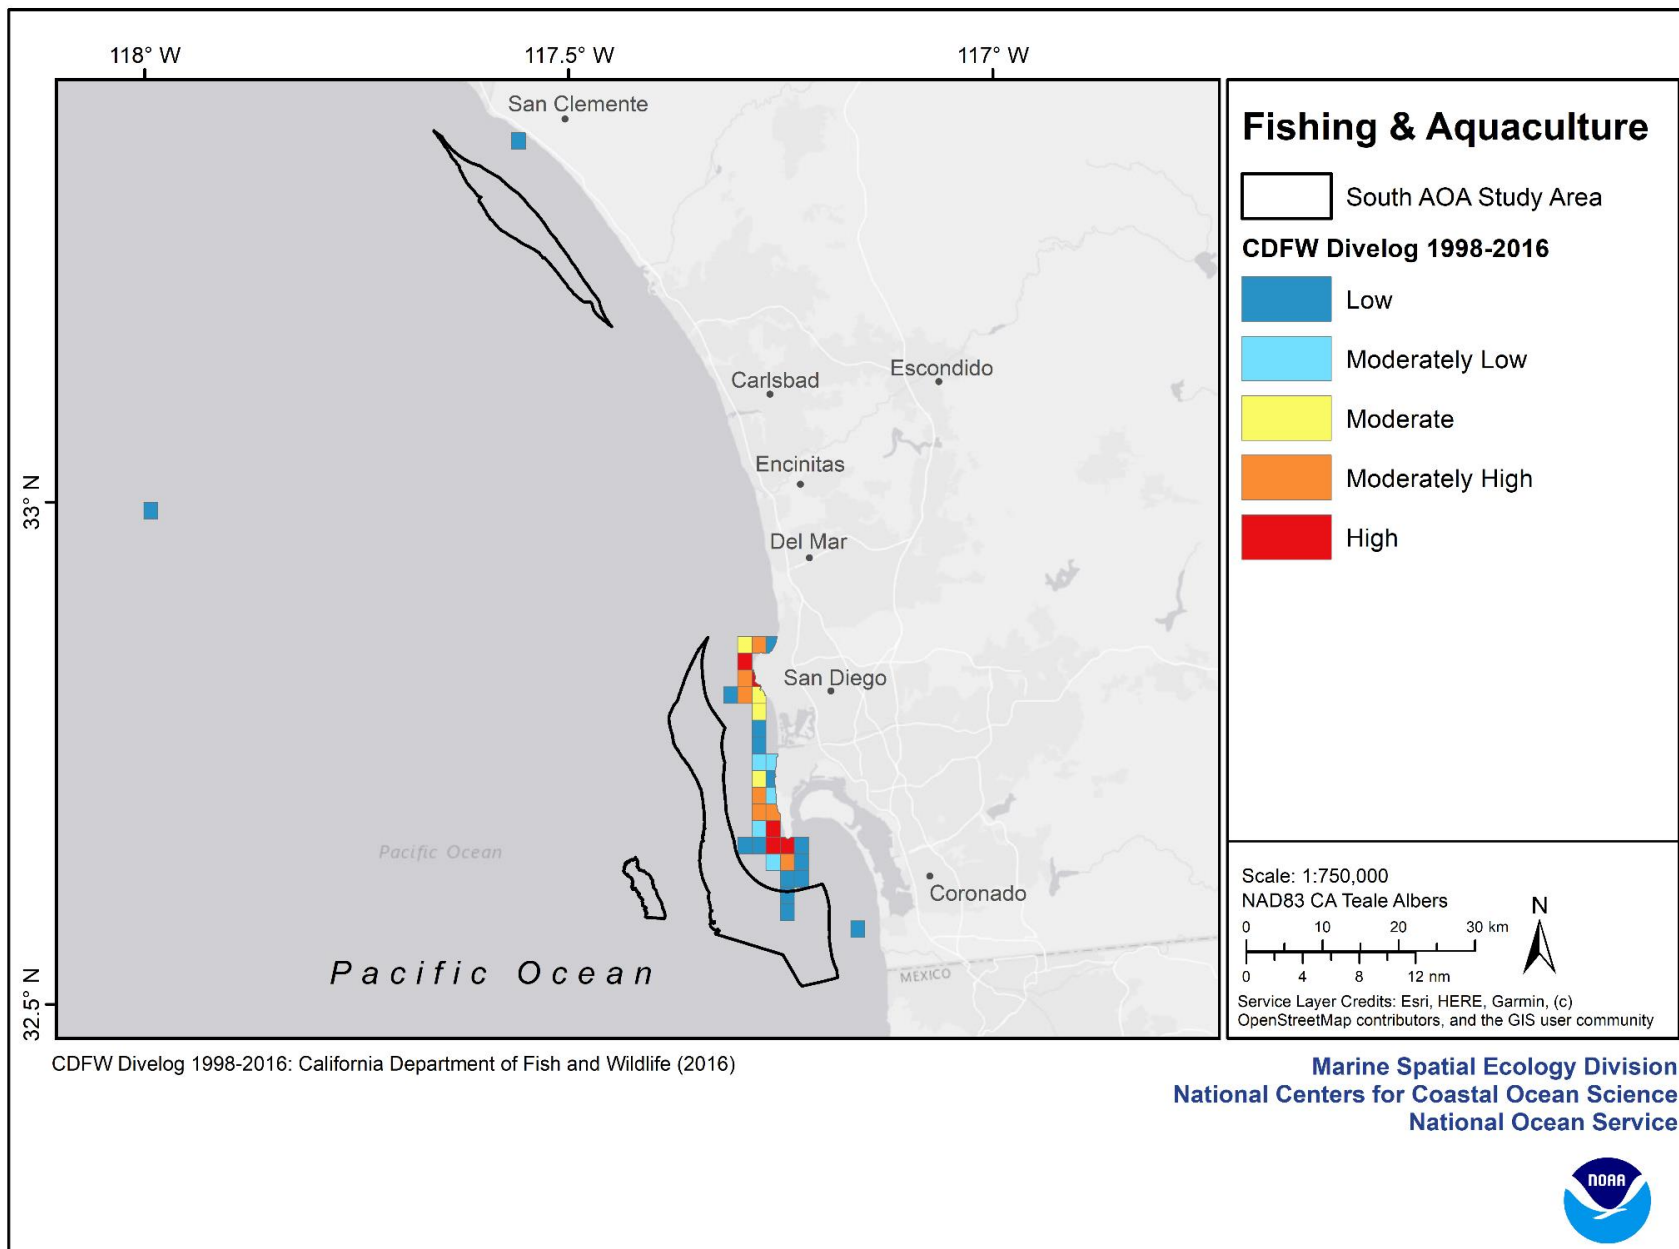 118° W
117.5° W
117° W
33° N
32.5° N
San Clemente
Carlsbad
Escondido
Encinitas
Del Mar
San Diego
Pacific Ocean
Coronado
Pacific Ocean
MEXICO
Fishing & Aquaculture
South AOA Study Area
CDFW Divelog 1998-2016
Low
Moderately Low
Moderate
Moderately High
High
Scale: 1:750,000
NAD83 CA Teale Albers
0 10 20 30 km
0 4 8 12 nm
N
Service Layer Credits: Esri, HERE, Garmin, (c)
OpenStreetMap contributors, and the GIS user community
CDFW Divelog 1998-2016: California Department of Fish and Wildlife (2016)
Marine Spatial Ecology Division
National Centers for Coastal Ocean Science
National Ocean Service
NOAA